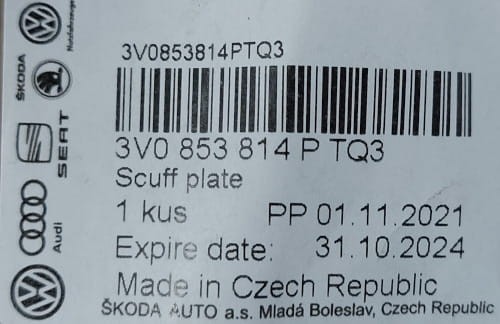 3V0853814PTQ3
3V0 853 814 P TQ3
Scuff plate
1 kus PP 01.11.2021
Expire date: 31.10.2024
Made in Czech Republic
ŠKODA AUTO a.s. Mladá Boleslav, Czech Republic
Nutzfahrzeuge
ŠKODA
SEAT
Audi